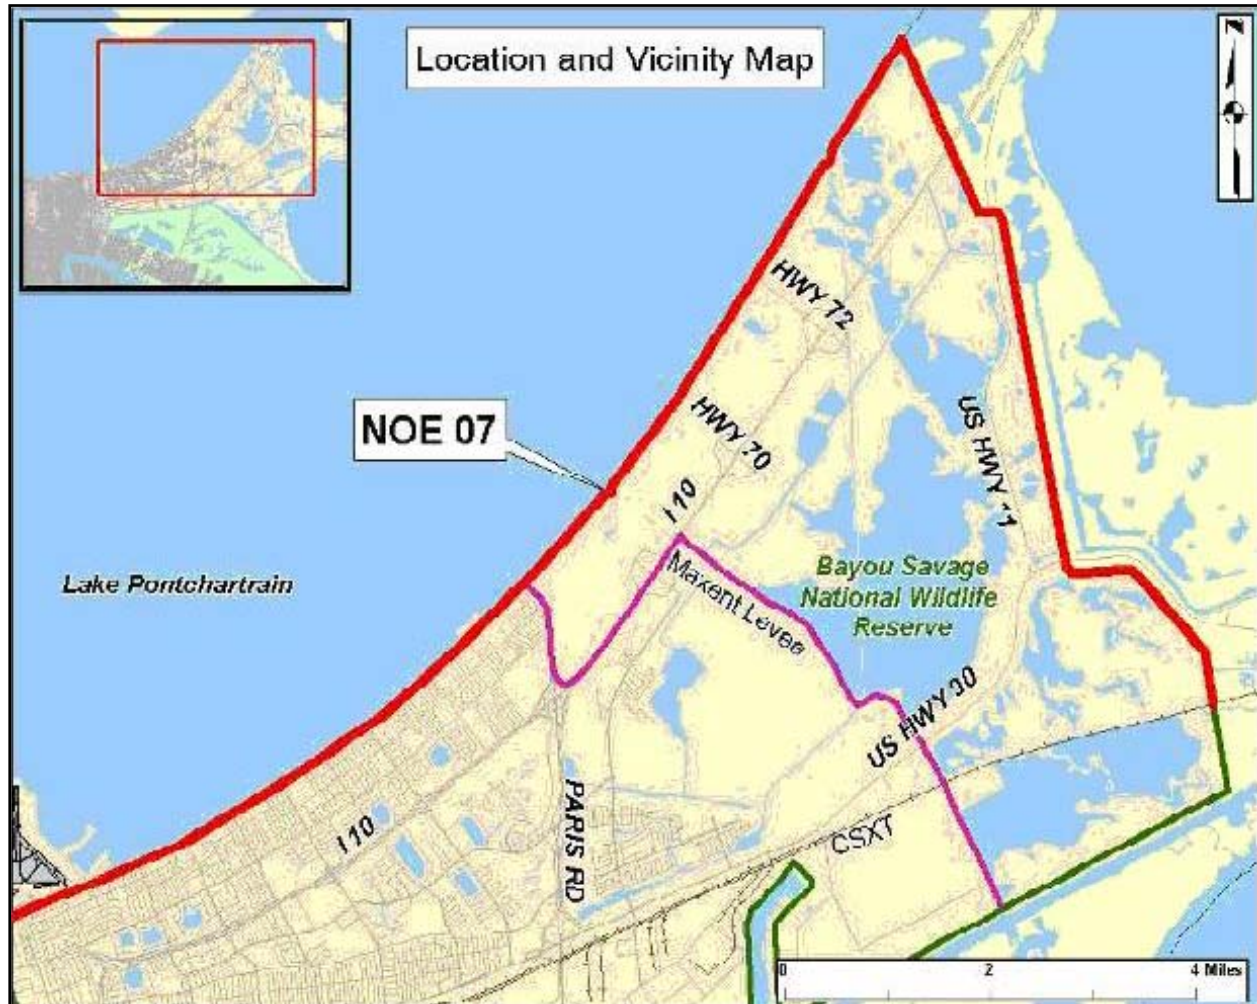 Location and Vicinity Map
N
HWY 72
NOE 07
HWY 70
US HWY 11
I 10
Lake Pontchartrain
Maxent Levee
Bayou Savage
National Wildlife
Reserve
US HWY 90
I 10
PARIS RD
CSXT
0 2 4 Miles